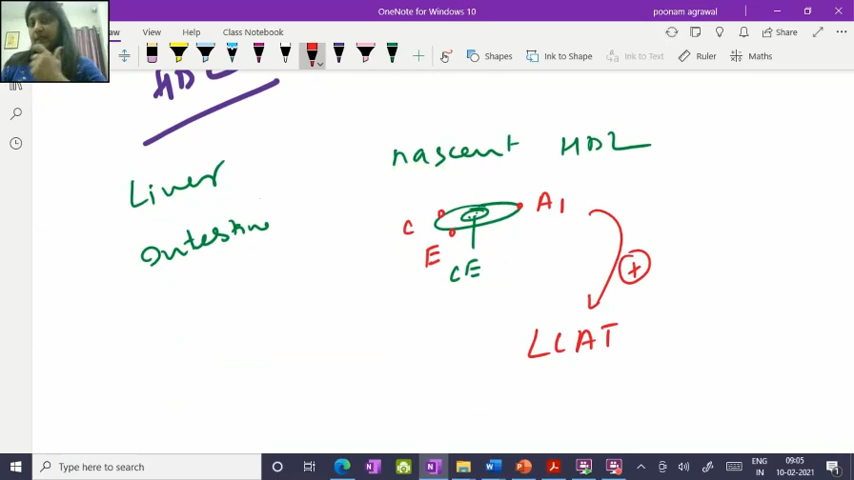 OneNote for Windows 10
poonam agrawal
aw View Help Class Notebook
Share
Shapes Ink to Shape Ink to Text Ruler Maths
HDL
nascent HDL
Liver
Intestine
C A1
E
CE
+
LCAT
Type here to search
ENG
IN
09:05
10-02-2021
1